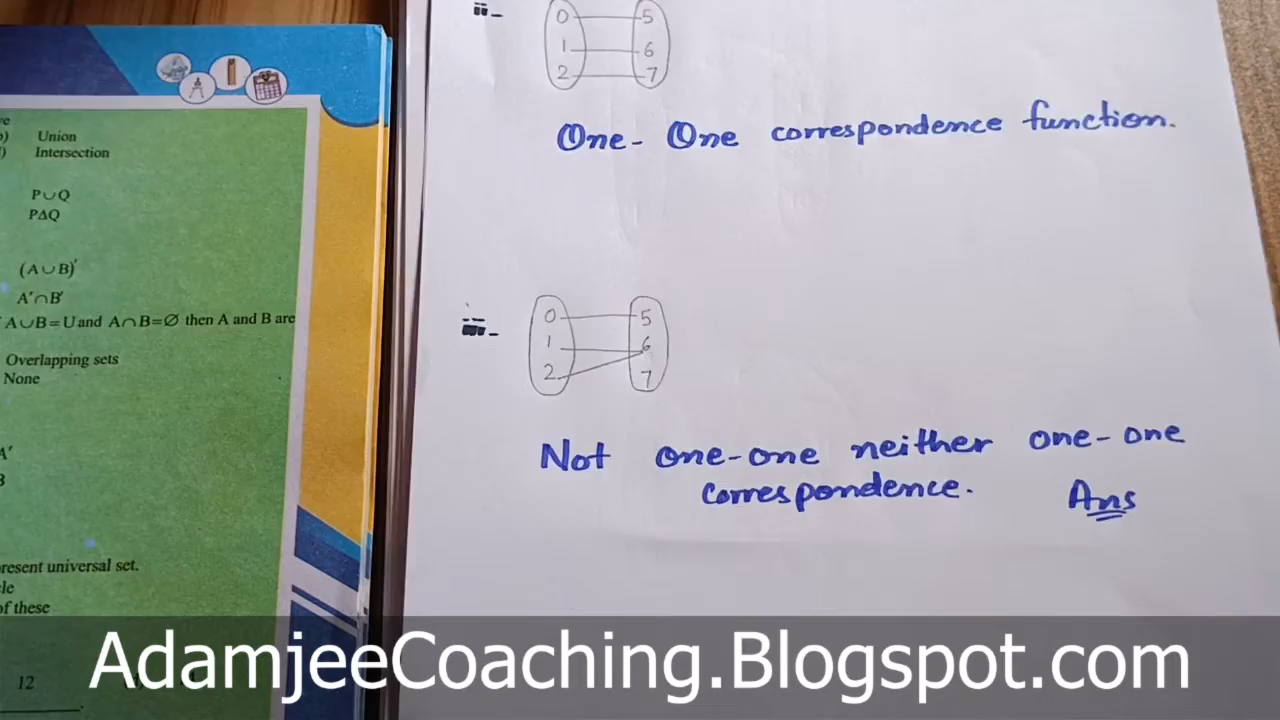 ii-
0 5
1 6
2 7
One-One correspondence function.
Union
Intersection
P∪Q
PΔQ
(A∪B)′
A′∩B′
A∪B=U and A∩B=∅ then A and B are
Overlapping sets
None
A′
B
resent universal set.
of these
12
iii-
0 5
1 6
2 7
Not one-one neither one-one
correspondence. Ans
AdamjeeCoaching.Blogspot.com